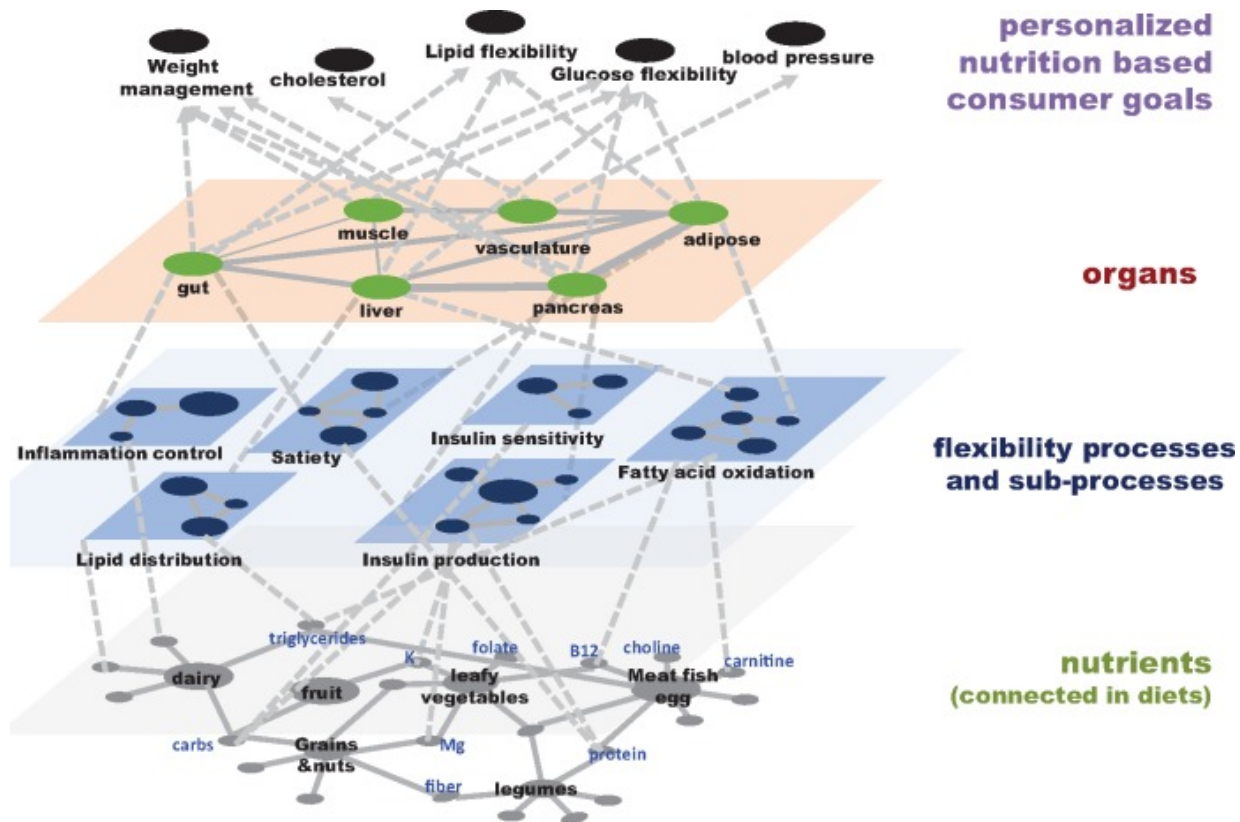 personalized
nutrition based
consumer goals
Weight
management
cholesterol
Lipid flexibility
Glucose flexibility
blood pressure
organs
muscle
vasculature
adipose
gut
liver
pancreas
flexibility processes
and sub-processes
Inflammation control
Satiety
Insulin sensitivity
Fatty acid oxidation
Lipid distribution
Insulin production
nutrients
(connected in diets)
triglycerides
K
folate
B12
choline
carnitine
dairy
fruit
leafy
vegetables
Meat fish
egg
carbs
Grains
&nuts
Mg
protein
fiber
legumes